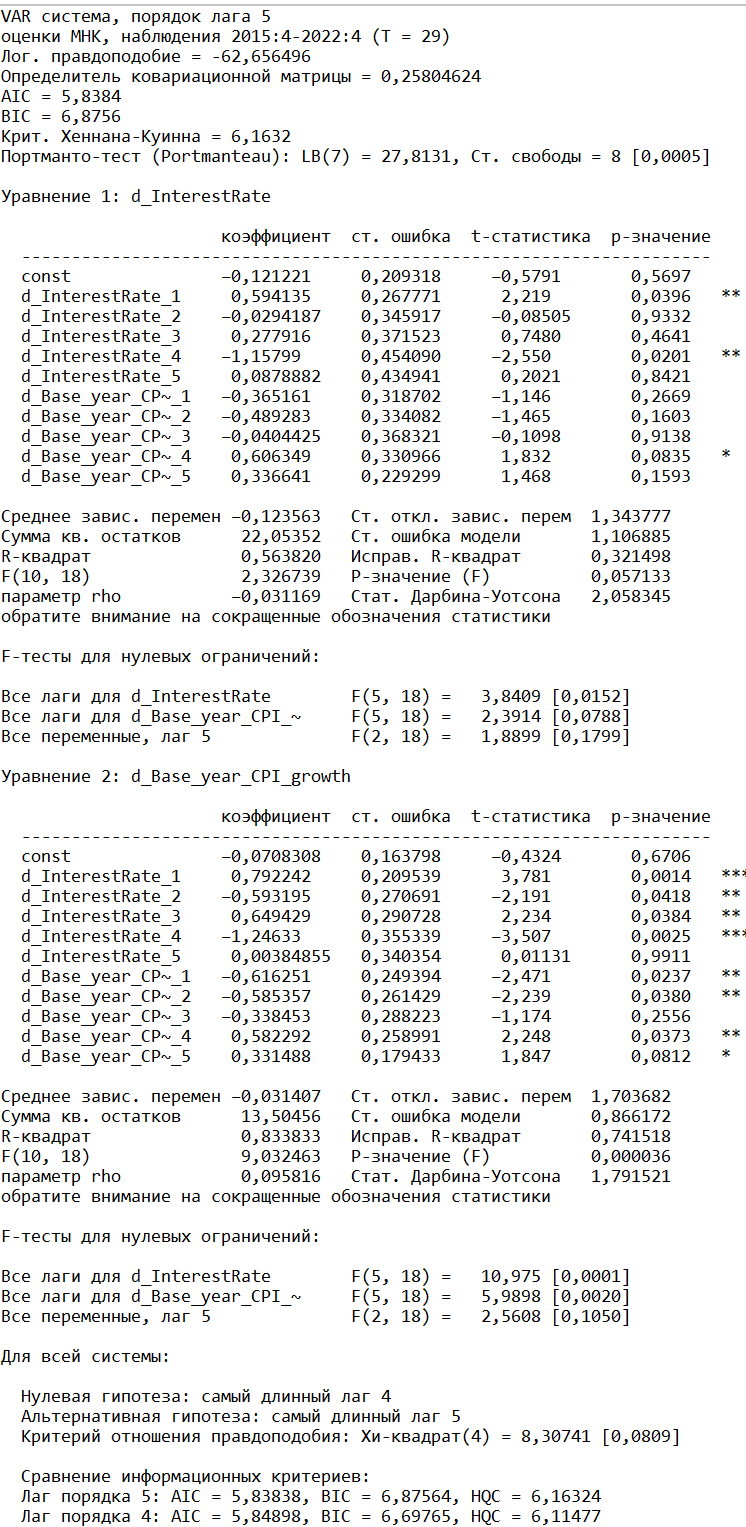 VAR система, порядок лага 5
оценки МНК, наблюдения 2015:4-2022:4 (T = 29)
Лог. правдоподобие = -62,656496
Определитель ковариационной матрицы = 0,25804624
AIC = 5,8384
BIC = 6,8756
Крит. Хеннана-Куинна = 6,1632
Портманто-тест (Portmanteau): LB(7) = 27,8131, Ст. свободы = 8 [0,0005]
Уравнение 1: d_InterestRate
коэффициент ст. ошибка t-статистика p-значение
---------------------------------------------------------------------
const −0,121221 0,209318 −0,5791 0,5697
d_InterestRate_1 0,594135 0,267771 2,219 0,0396 **
d_InterestRate_2 −0,0294187 0,345917 −0,08505 0,9332
d_InterestRate_3 0,277916 0,371523 0,7480 0,4641
d_InterestRate_4 −1,15799 0,454090 −2,550 0,0201 **
d_InterestRate_5 0,0878882 0,434941 0,2021 0,8421
d_Base_year_CP~_1 −0,365161 0,318702 −1,146 0,2669
d_Base_year_CP~_2 −0,489283 0,334082 −1,465 0,1603
d_Base_year_CP~_3 −0,0404425 0,368321 −0,1098 0,9138
d_Base_year_CP~_4 0,606349 0,330966 1,832 0,0835 *
d_Base_year_CP~_5 0,336641 0,229299 1,468 0,1593
Среднее завис. перемен −0,123563 Ст. откл. завис. перем 1,343777
Сумма кв. остатков 22,05352 Ст. ошибка модели 1,106885
R-квадрат 0,563820 Исправ. R-квадрат 0,321498
F(10, 18) 2,326739 Р-значение (F) 0,057133
параметр rho −0,031169 Стат. Дарбина-Уотсона 2,058345
обратите внимание на сокращенные обозначения статистики
F-тесты для нулевых ограничений:
Все лаги для d_InterestRate F(5, 18) = 3,8409 [0,0152]
Все лаги для d_Base_year_CPI_~ F(5, 18) = 2,3914 [0,0788]
Все переменные, лаг 5 F(2, 18) = 1,8899 [0,1799]
Уравнение 2: d_Base_year_CPI_growth
коэффициент ст. ошибка t-статистика p-значение
---------------------------------------------------------------------
const −0,0708308 0,163798 −0,4324 0,6706
d_InterestRate_1 0,792242 0,209539 3,781 0,0014 ***
d_InterestRate_2 −0,593195 0,270691 −2,191 0,0418 **
d_InterestRate_3 0,649429 0,290728 2,234 0,0384 **
d_InterestRate_4 −1,24633 0,355339 −3,507 0,0025 ***
d_InterestRate_5 0,00384855 0,340354 0,01131 0,9911
d_Base_year_CP~_1 −0,616251 0,249394 −2,471 0,0237 **
d_Base_year_CP~_2 −0,585357 0,261429 −2,239 0,0380 **
d_Base_year_CP~_3 −0,338453 0,288223 −1,174 0,2556
d_Base_year_CP~_4 0,582292 0,258991 2,248 0,0373 **
d_Base_year_CP~_5 0,331488 0,179433 1,847 0,0812 *
Среднее завис. перемен −0,031407 Ст. откл. завис. перем 1,703682
Сумма кв. остатков 13,50456 Ст. ошибка модели 0,866172
R-квадрат 0,833833 Исправ. R-квадрат 0,741518
F(10, 18) 9,032463 Р-значение (F) 0,000036
параметр rho 0,095816 Стат. Дарбина-Уотсона 1,791521
обратите внимание на сокращенные обозначения статистики
F-тесты для нулевых ограничений:
Все лаги для d_InterestRate F(5, 18) = 10,975 [0,0001]
Все лаги для d_Base_year_CPI_~ F(5, 18) = 5,9898 [0,0020]
Все переменные, лаг 5 F(2, 18) = 2,5608 [0,1050]
Для всей системы:
Нулевая гипотеза: самый длинный лаг 4
Альтернативная гипотеза: самый длинный лаг 5
Критерий отношения правдоподобия: Хи-квадрат(4) = 8,30741 [0,0809]
Сравнение информационных критериев:
Лаг порядка 5: AIC = 5,83838, BIC = 6,87564, HQC = 6,16324
Лаг порядка 4: AIC = 5,84898, BIC = 6,69765, HQC = 6,11477